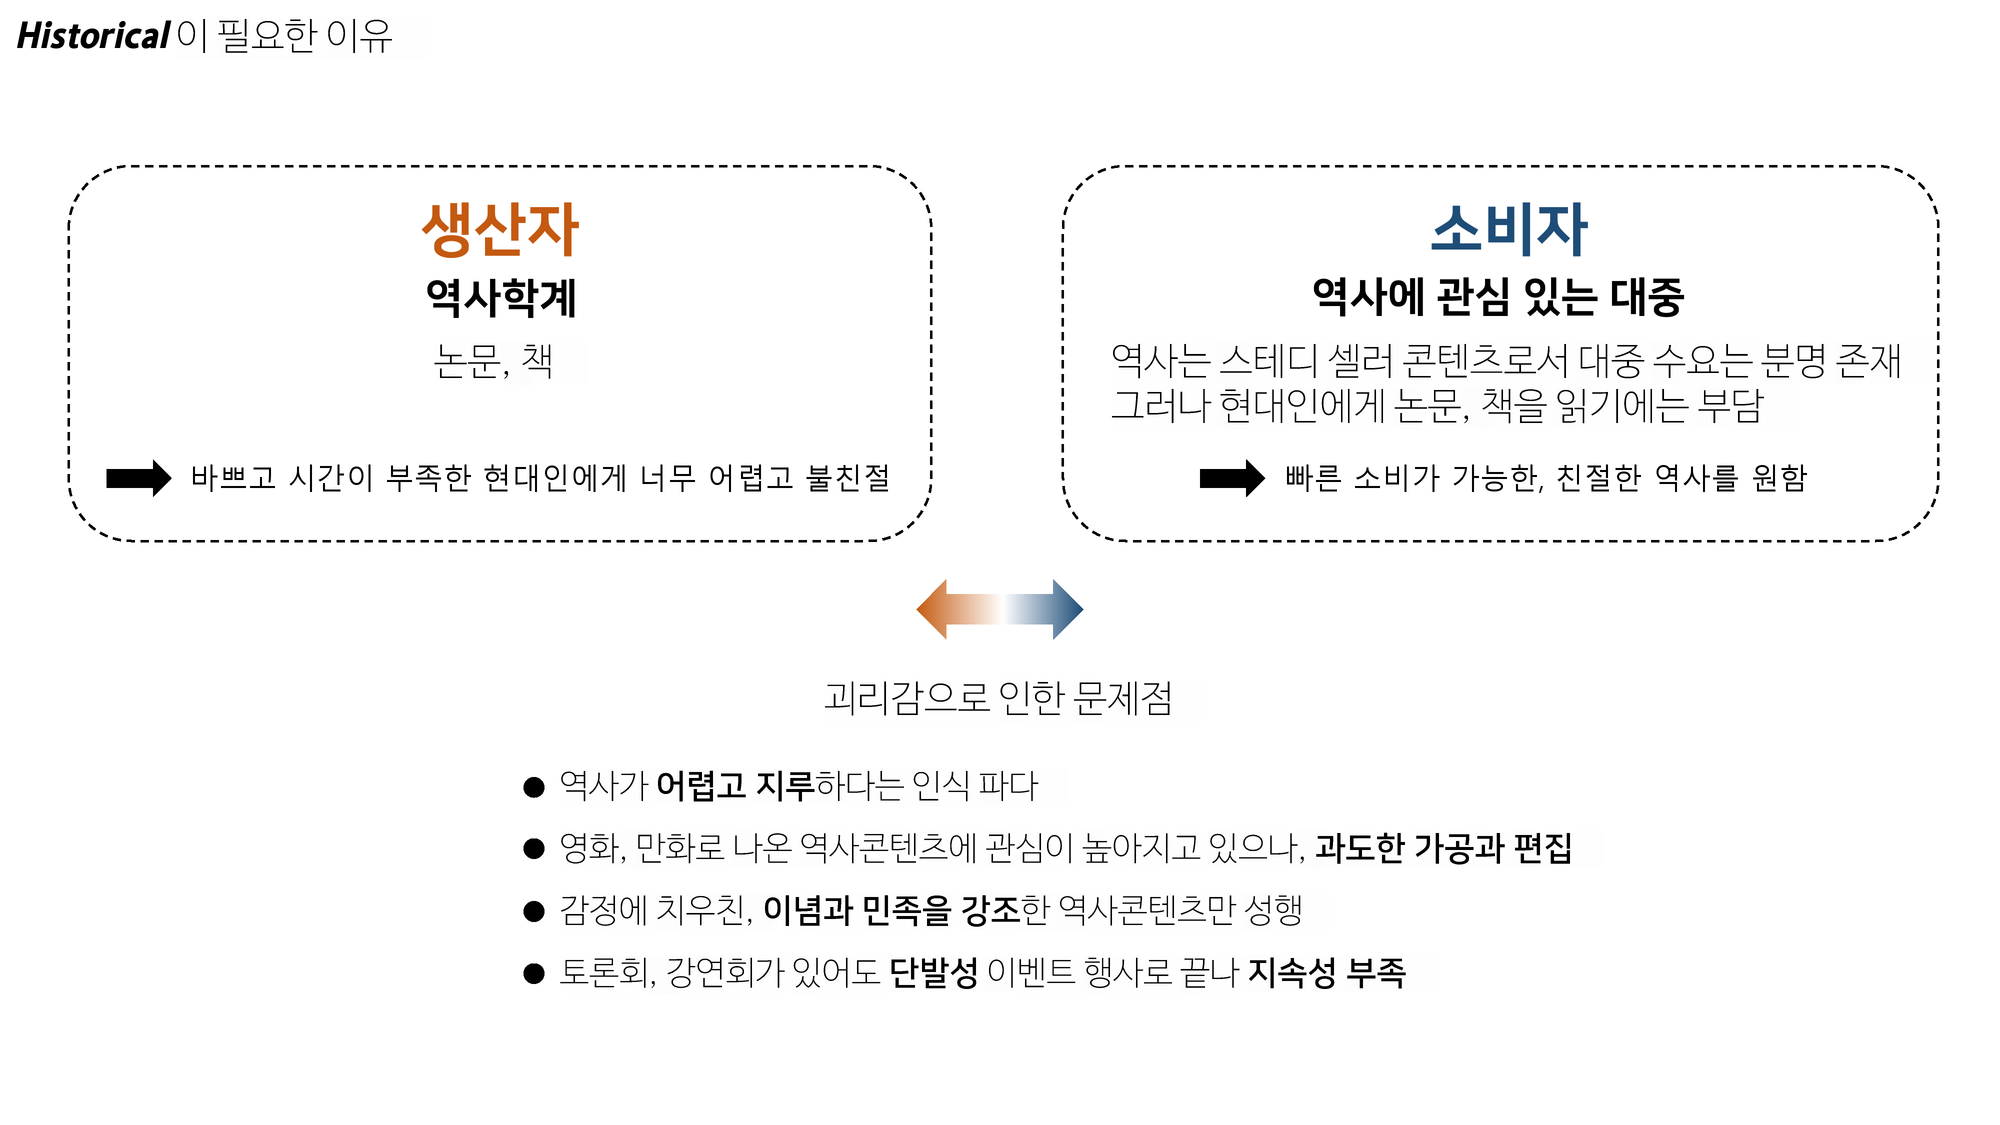 Historical이 필요한 이유
생산자
역사학계
논문, 책
바쁘고 시간이 부족한 현대인에게 너무 어렵고 불친절
소비자
역사에 관심 있는 대중
역사는 스테디 셀러 콘텐츠로서 대중 수요는 분명 존재
그러나 현대인에게 논문, 책을 읽기에는 부담
빠른 소비가 가능한, 친절한 역사를 원함
괴리감으로 인한 문제점
● 역사가 어렵고 지루하다는 인식 파다
● 영화, 만화로 나온 역사콘텐츠에 관심이 높아지고 있으나, 과도한 가공과 편집
● 감정에 치우친, 이념과 민족을 강조한 역사콘텐츠만 성행
● 토론회, 강연회가 있어도 단발성 이벤트 행사로 끝나 지속성 부족